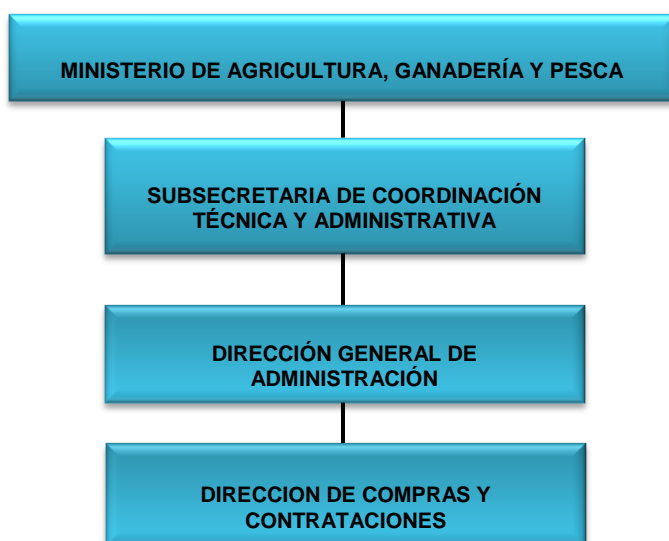 MINISTERIO DE AGRICULTURA, GANADERÍA Y PESCA
SUBSECRETARIA DE COORDINACIÓN
TÉCNICA Y ADMINISTRATIVA
DIRECCIÓN GENERAL DE
ADMINISTRACIÓN
DIRECCION DE COMPRAS Y
CONTRATACIONES